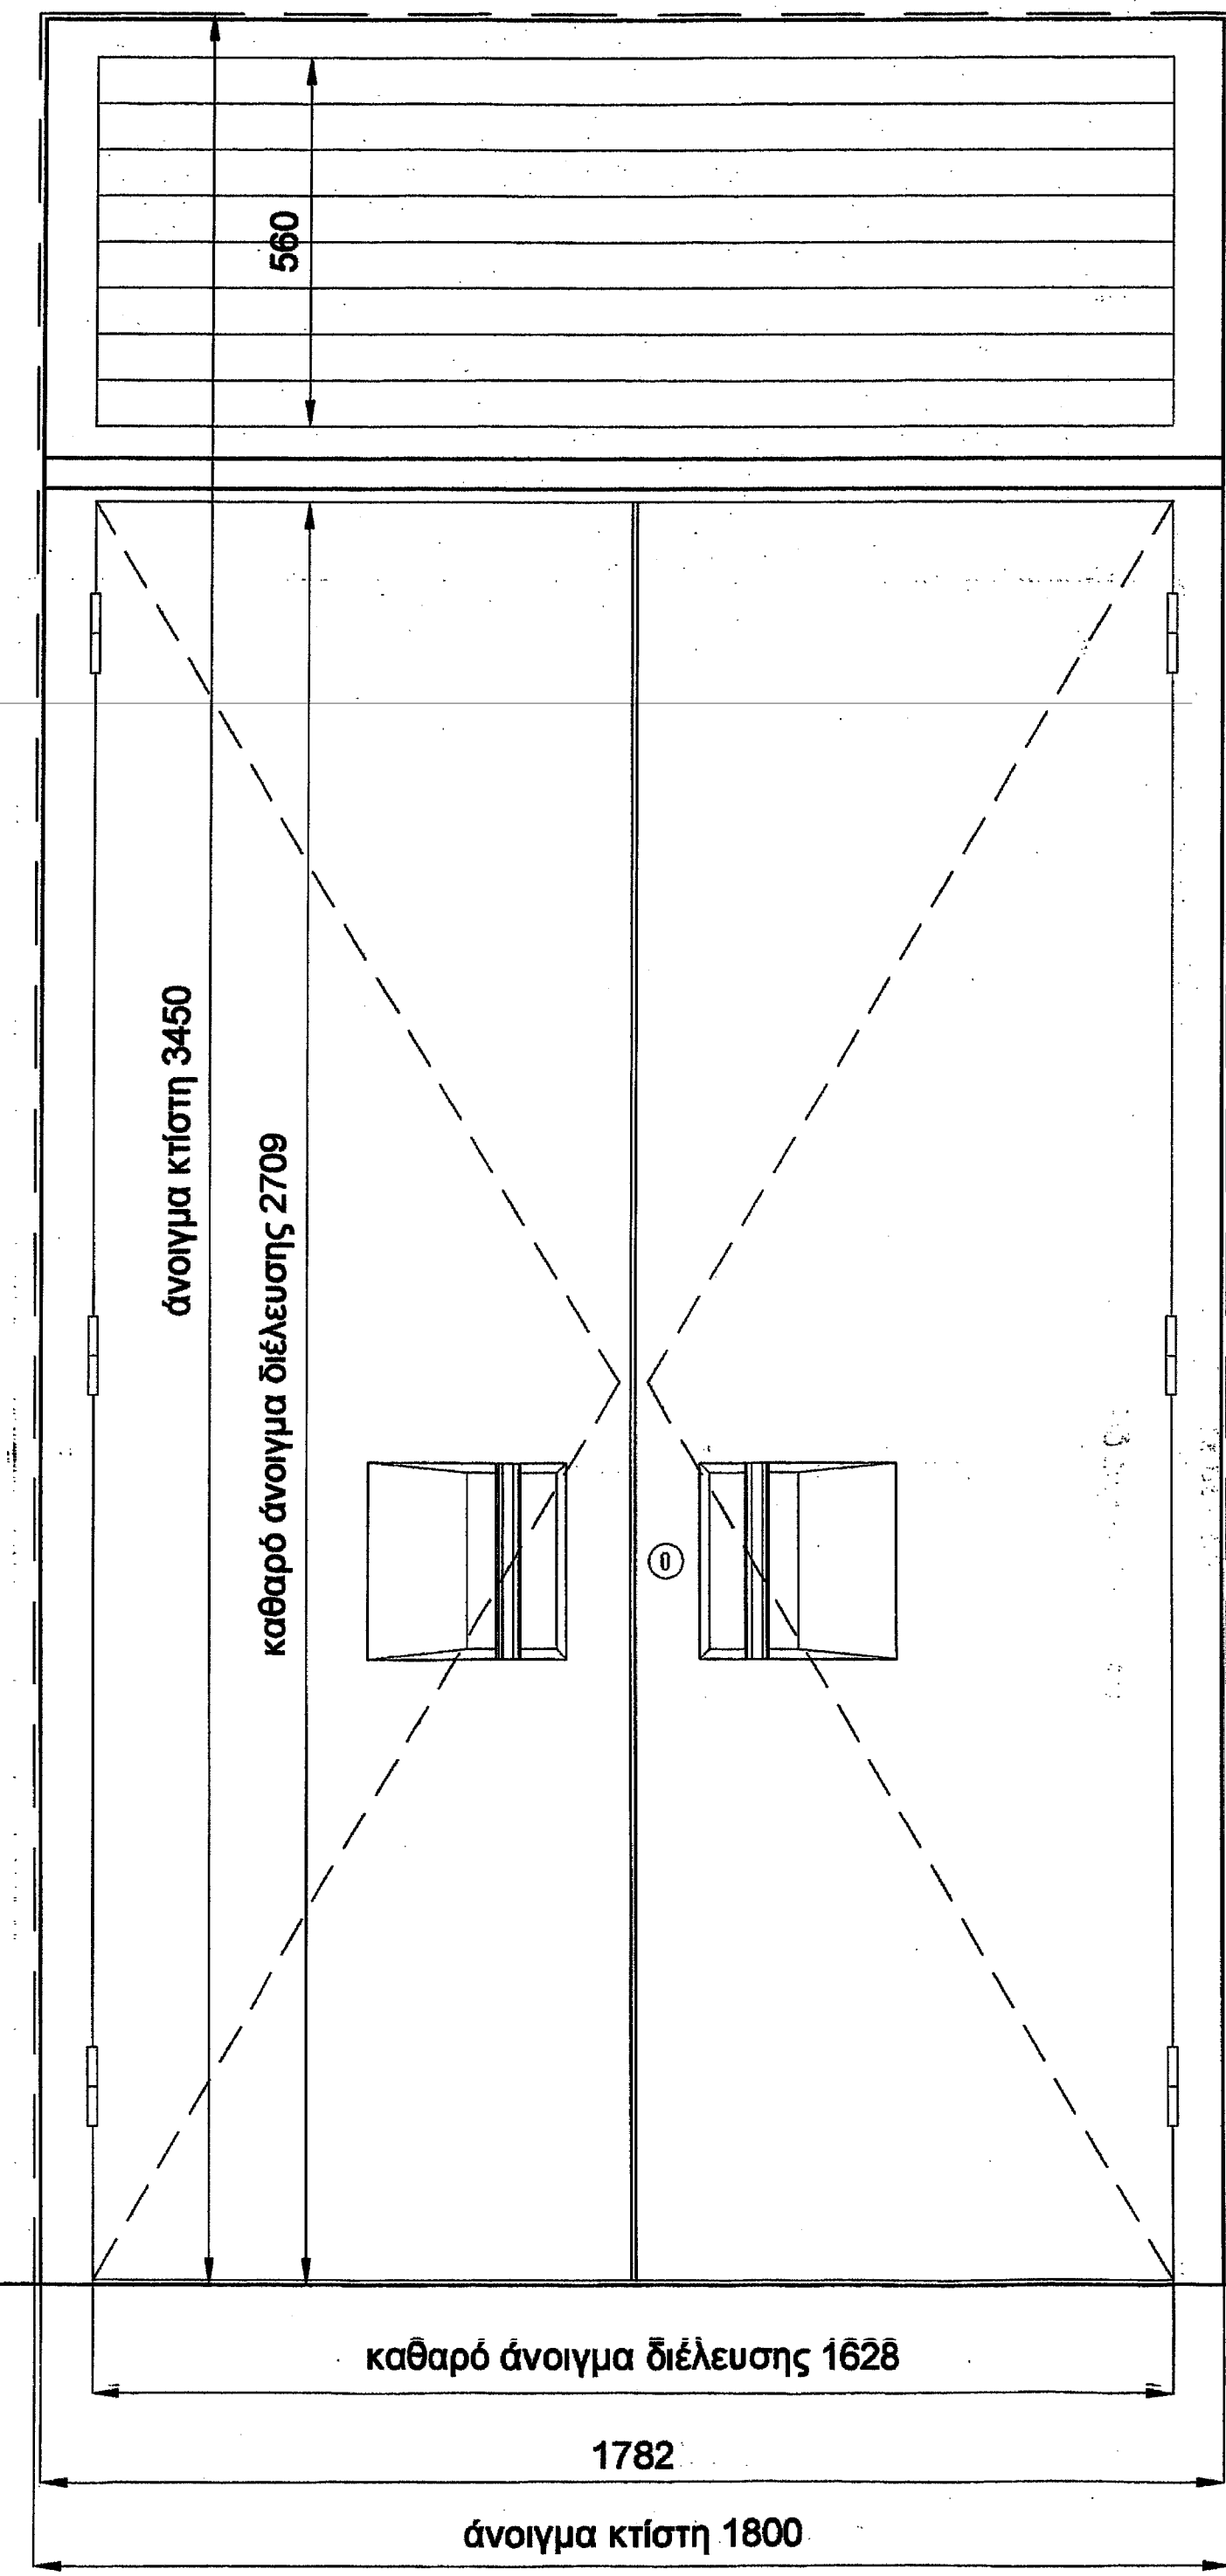 560
άνοιγμα κτίστη 3450
καθαρό άνοιγμα διέλευσης 2709
καθαρό άνοιγμα διέλευσης 1628
1782
άνοιγμα κτίστη 1800